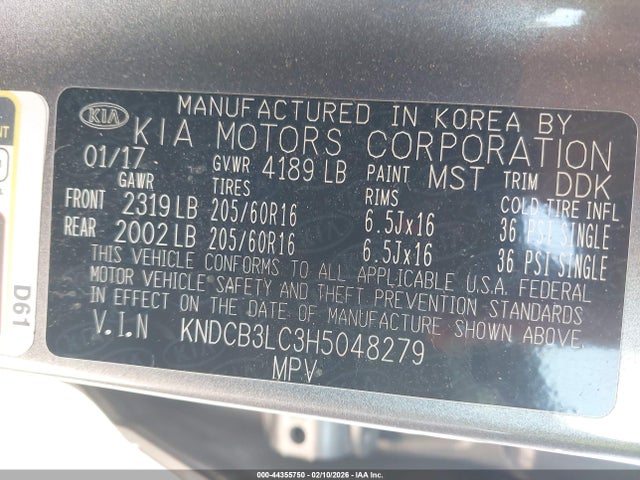 KIA
MANUFACTURED IN KOREA BY
KIA MOTORS CORPORATION
01/17 GVWR 4189 LB PAINT MST TRIM DDK
GAWR TIRES RIMS COLD TIRE INFL
FRONT 2319 LB 205/60R16 6.5Jx16 36 PSI SINGLE
REAR 2002 LB 205/60R16 6.5Jx16 36 PSI SINGLE
THIS VEHICLE CONFORMS TO ALL APPLICABLE U.S.A. FEDERAL
MOTOR VEHICLE SAFETY AND THEFT PREVENTION STANDARDS
IN EFFECT ON THE DATE OF MANUFACTURE SHOWN ABOVE.
V.I.N KNDCB3LC3H5048279
MPV
D61
000-44355750 - 02/10/2026 - IAA Inc.